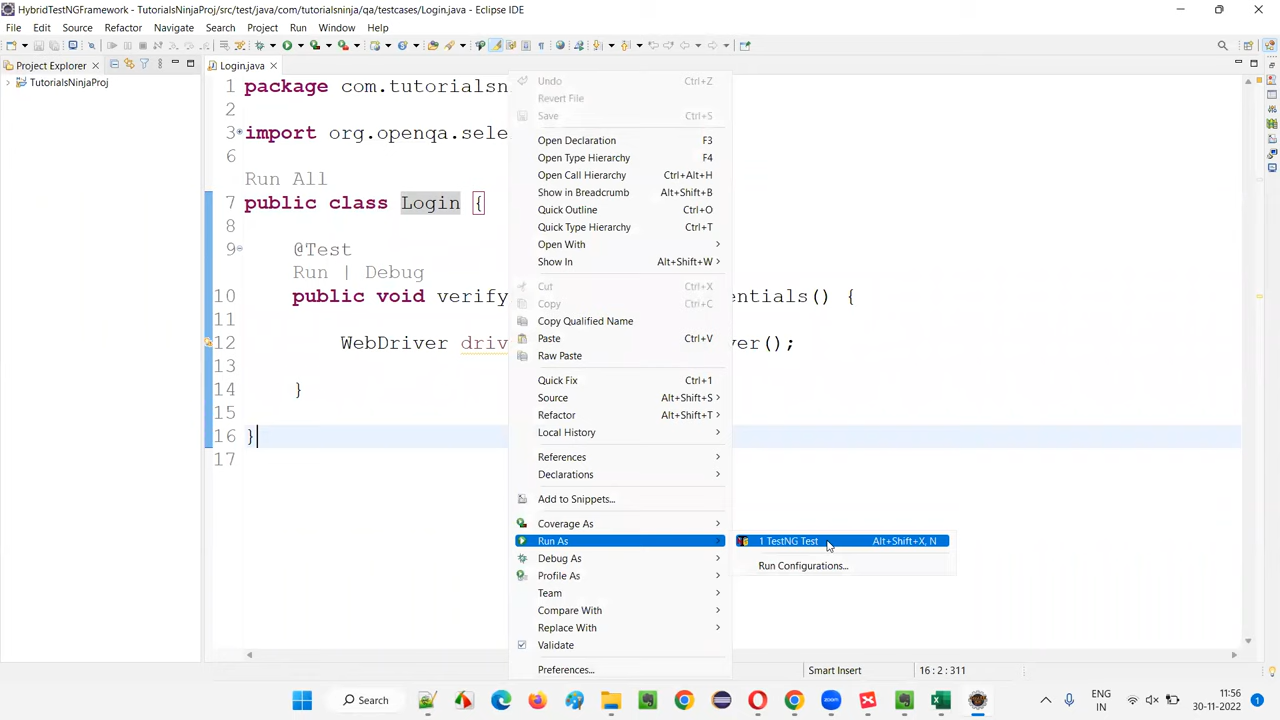 HybridTestNGFramework - TutorialsNinjaProj/src/test/java/com/tutorialsninja/qa/testcases/Login.java - Eclipse IDE
File Edit Source Refactor Navigate Search Project Run Window Help
Project Explorer
TutorialsNinjaProj
Login.java
1 package com.tutorialsn
2
3 import org.openqa.sele
6
Run All
7 public class Login {
8
9 @Test
Run | Debug
10 public void verify entials() {
11
12 WebDriver driv ver();
13
14 }
15
16 }
17
Undo Ctrl+Z
Revert File
Save Ctrl+S
Open Declaration F3
Open Type Hierarchy F4
Open Call Hierarchy Ctrl+Alt+H
Show in Breadcrumb Alt+Shift+B
Quick Outline Ctrl+O
Quick Type Hierarchy Ctrl+T
Open With
Show In Alt+Shift+W
Cut Ctrl+X
Copy Ctrl+C
Copy Qualified Name
Paste Ctrl+V
Raw Paste
Quick Fix Ctrl+1
Source Alt+Shift+S
Refactor Alt+Shift+T
Local History
References
Declarations
Add to Snippets...
Coverage As
Run As
Debug As
Profile As
Team
Compare With
Replace With
Validate
Preferences...
1 TestNG Test Alt+Shift+X, N
Run Configurations...
Smart Insert 16 : 2 : 311
Search
ENG
IN
11:56
30-11-2022
1